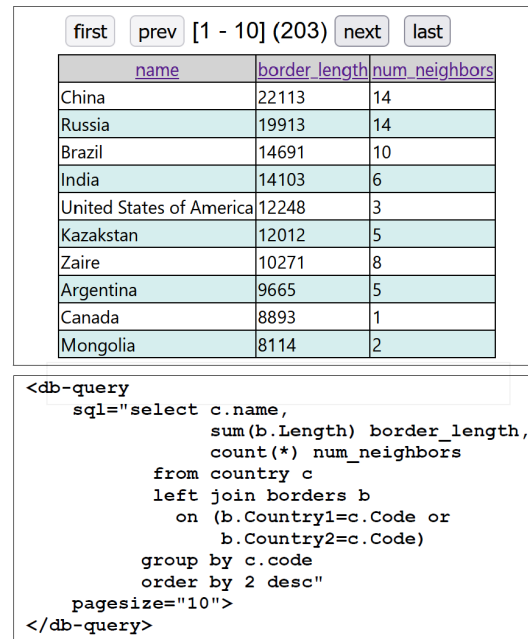 first prev [1 - 10] (203) next last
name border_length num_neighbors
China 22113 14
Russia 19913 14
Brazil 14691 10
India 14103 6
United States of America 12248 3
Kazakstan 12012 5
Zaire 10271 8
Argentina 9665 5
Canada 8893 1
Mongolia 8114 2
<db-query
sql="select c.name,
sum(b.Length) border_length,
count(*) num_neighbors
from country c
left join borders b
on (b.Country1=c.Code or
b.Country2=c.Code)
group by c.code
order by 2 desc"
pagesize="10">
</db-query>